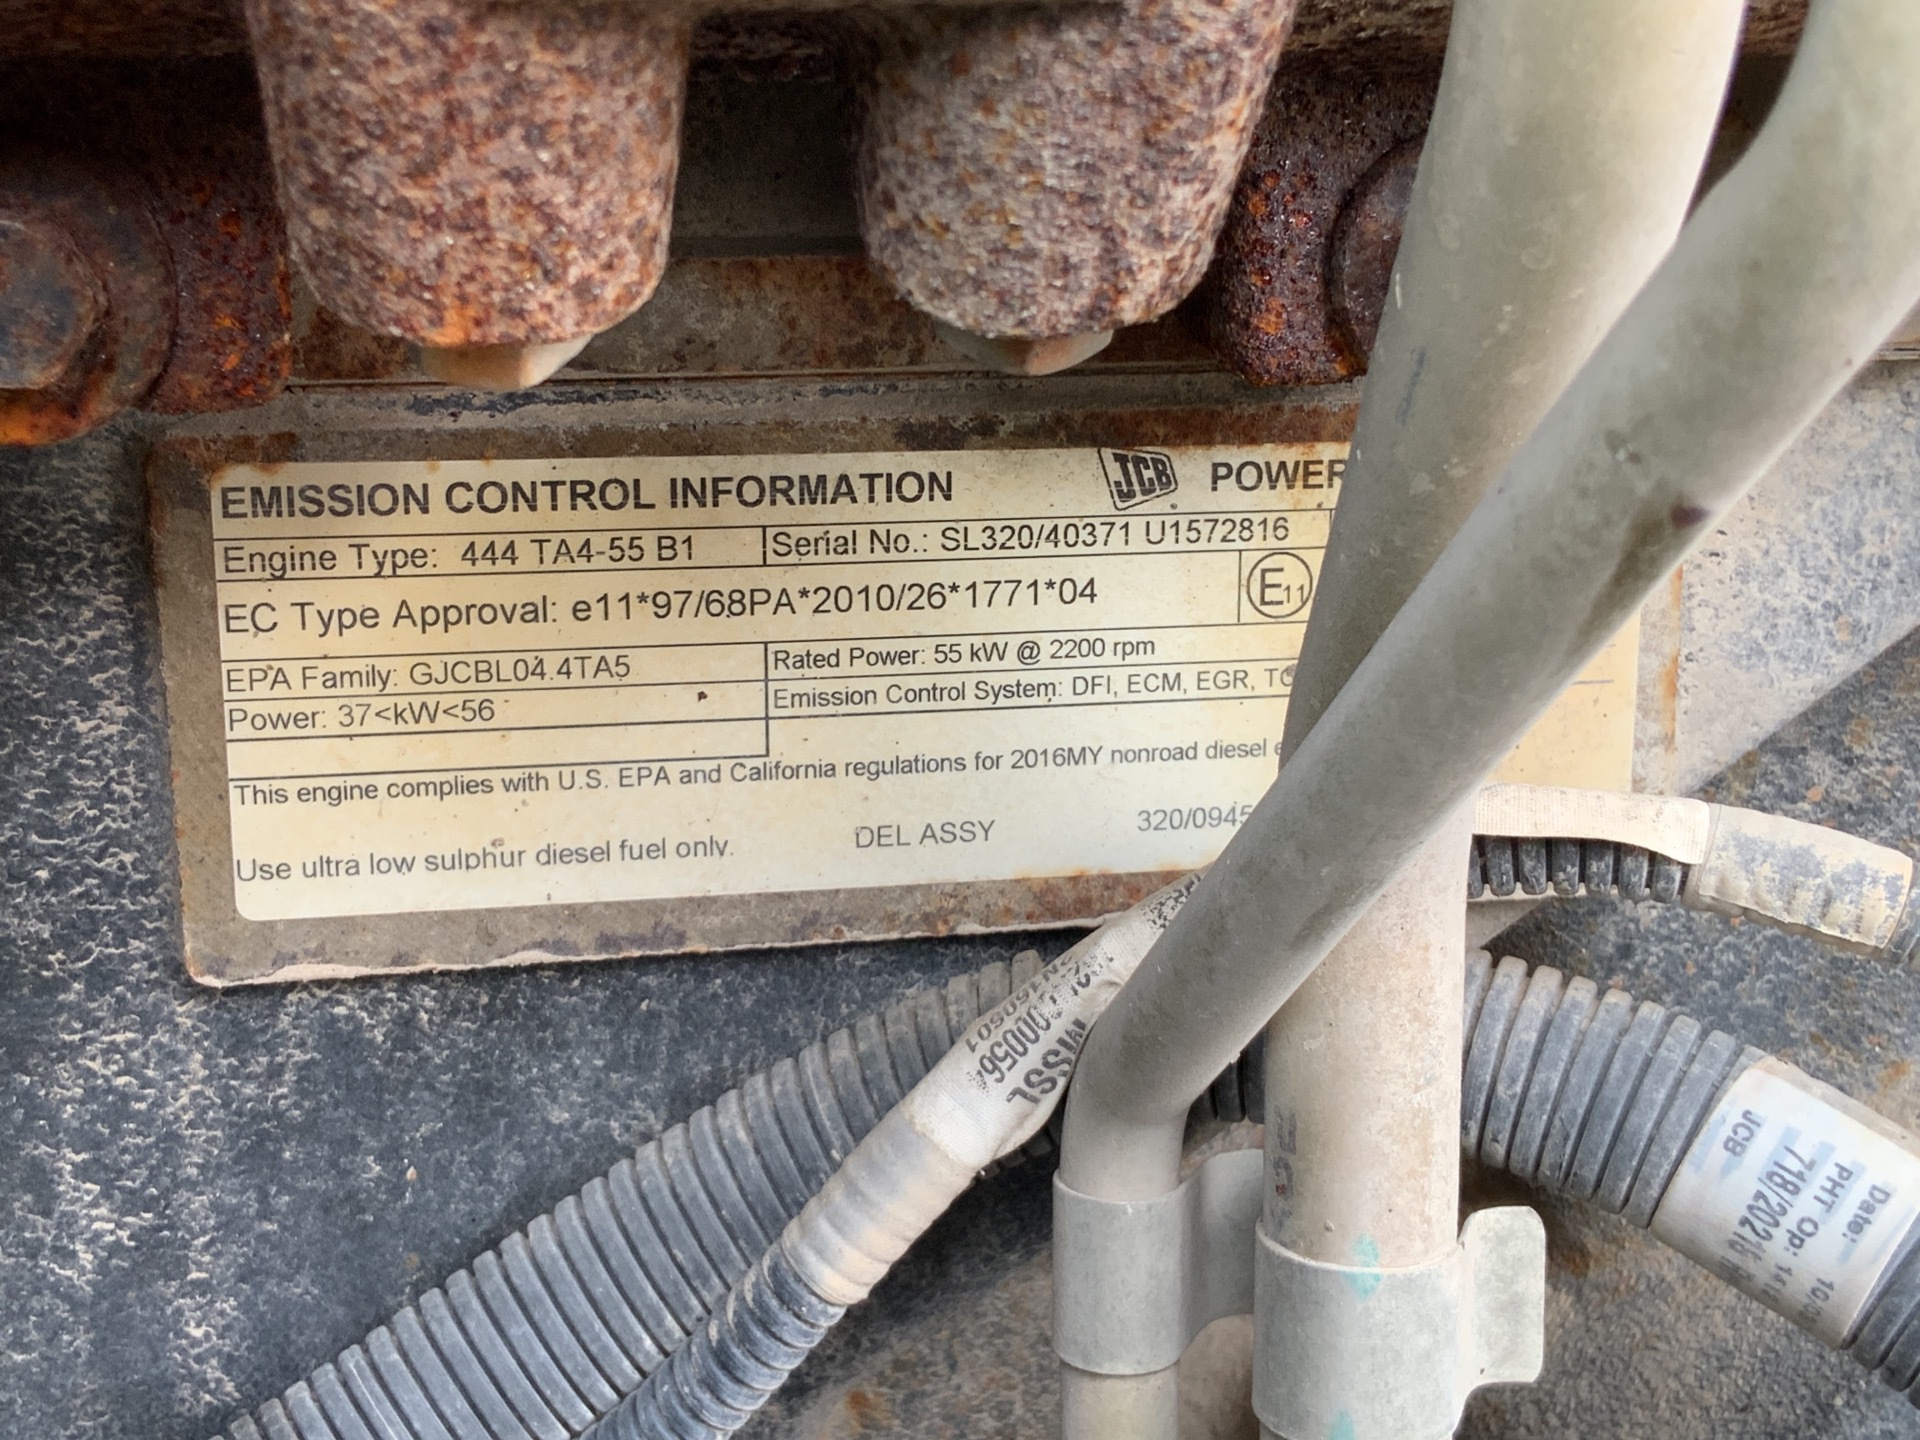 EMISSION CONTROL INFORMATION JCB POWER
Engine Type: 444 TA4-55 B1 Serial No.: SL320/40371 U1572816
EC Type Approval: e11*97/68PA*2010/26*1771*04 E11
EPA Family: GJCBL04.4TA5 Rated Power: 55 kW @ 2200 rpm
Power: 37<kW<56 Emission Control System: DFI, ECM, EGR,
This engine complies with U.S. EPA and California regulations for 2016MY nonroad diesel
Use ultra low sulphur diesel fuel only. DEL ASSY 320/0945
WSSL
JCB
PHT Op:
Date: